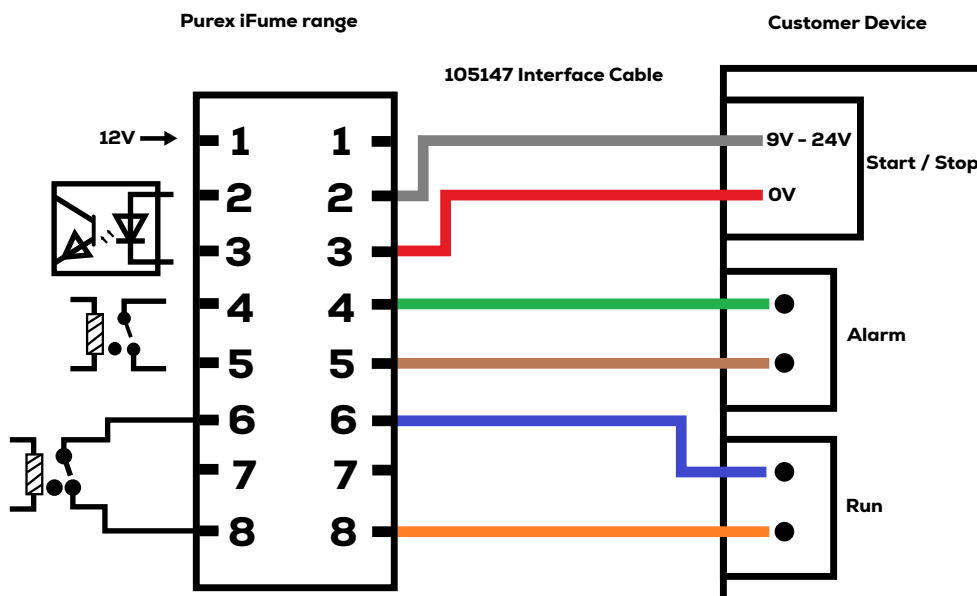 Purex iFume range
Customer Device
105147 Interface Cable
12V
1 1
9V - 24V
Start / Stop
2 2
0V
3 3
4 4
Alarm
5 5
6 6
7 7
Run
8 8